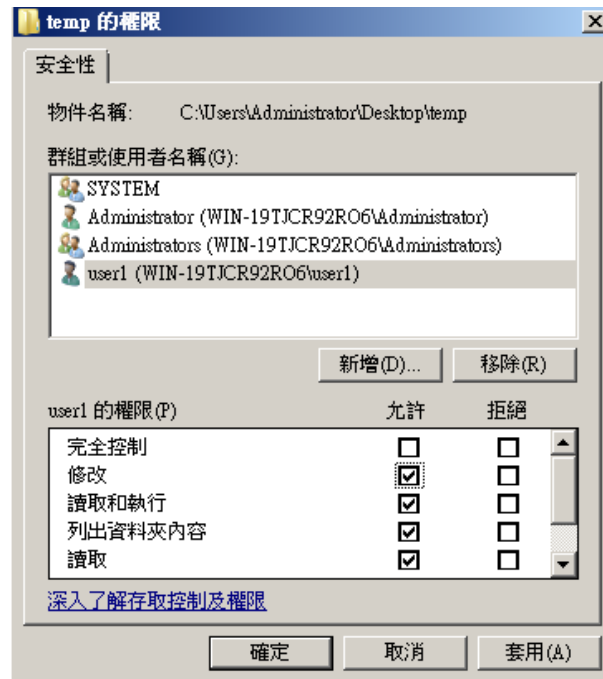 temp 的權限
安全性
物件名稱: C:\Users\Administrator\Desktop\temp
群組或使用者名稱(G):
SYSTEM
Administrator (WIN-19TJCR92RO6\Administrator)
Administrators (WIN-19TJCR92RO6\Administrators)
user1 (WIN-19TJCR92RO6\user1)
新增(D)... 移除(R)
user1 的權限(P) 允許 拒絕
完全控制
修改
讀取和執行
列出資料夾內容
讀取
深入了解存取控制及權限
確定 取消 套用(A)